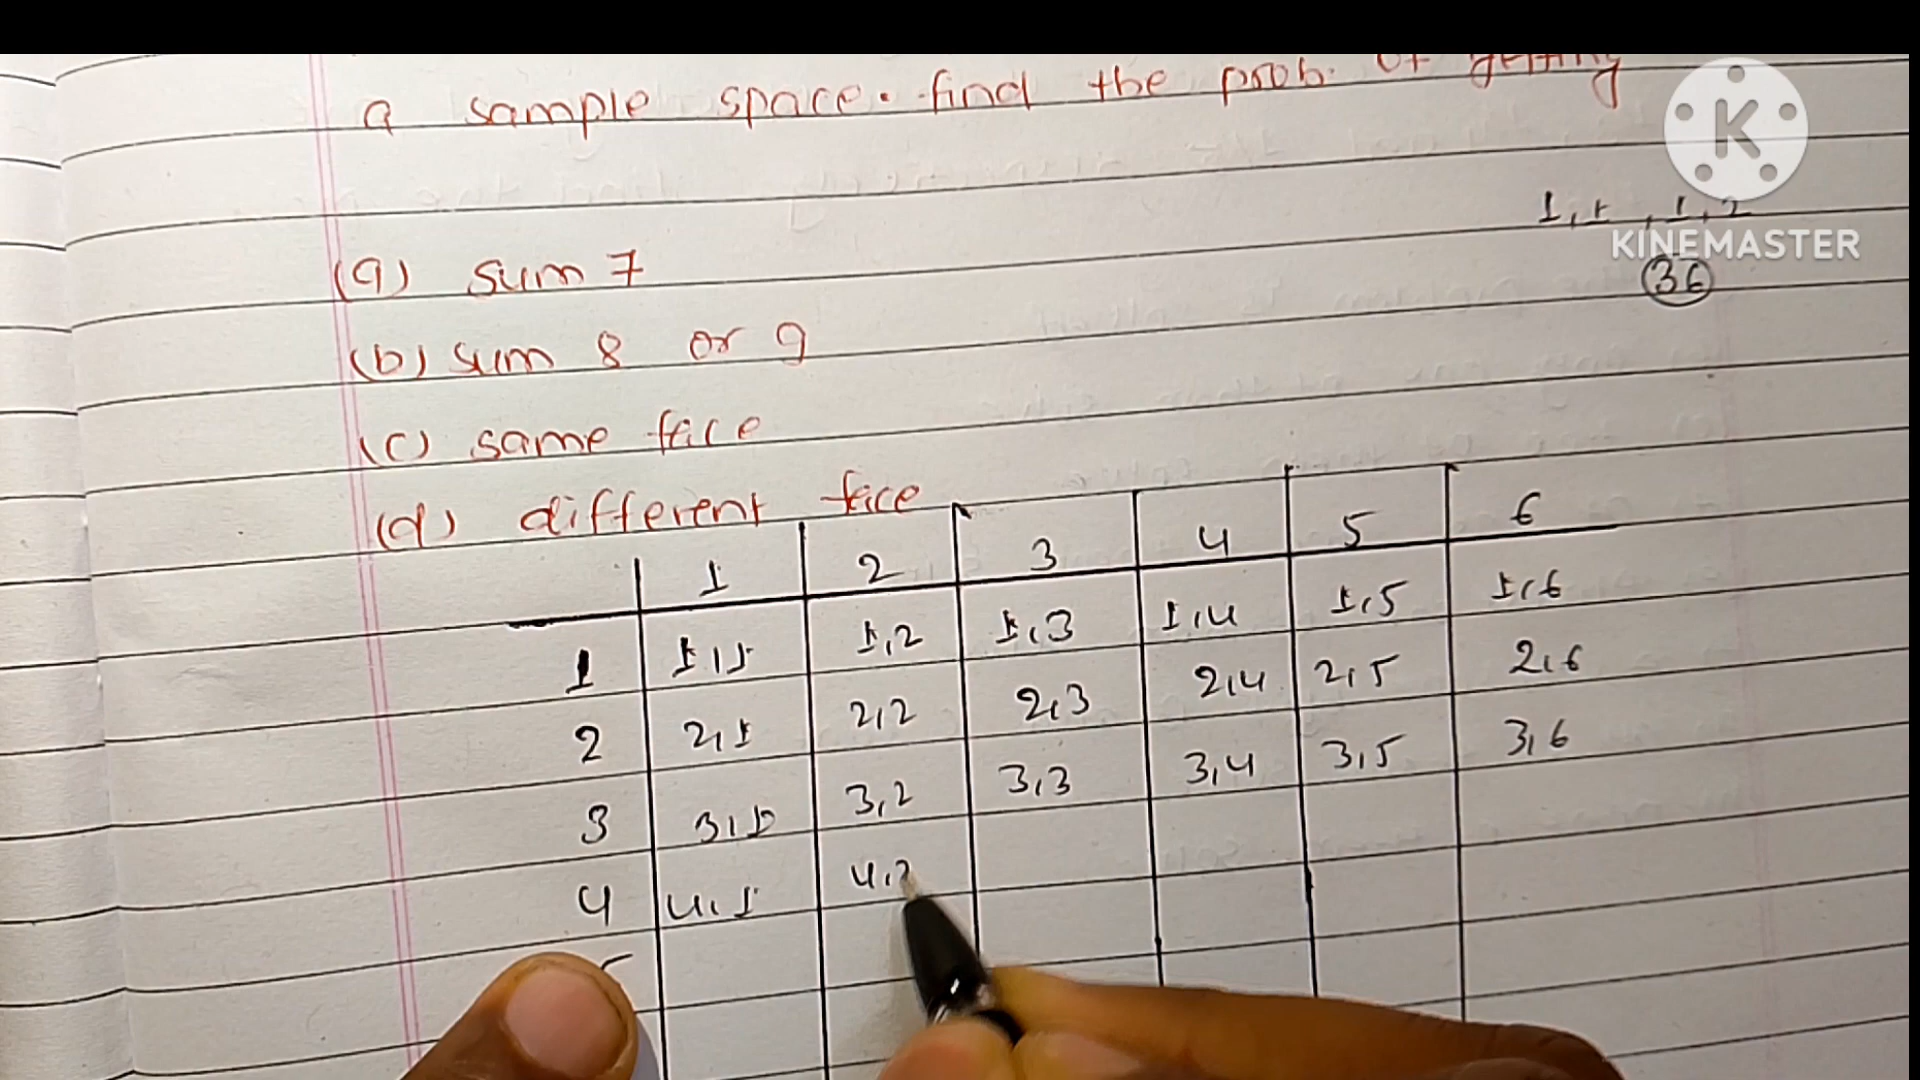 a sample space. find the prob. of getting
1,1, 1,2
KINEMASTER
(a) sum 7
36
(b) sum 8 or 9
(c) same face
(d) different face
1 2 3 4 5 6
1 1,1 1,2 1,3 1,4 1,5 1,6
2 2,1 2,2 2,3 2,4 2,5 2,6
3 3,1 3,2 3,3 3,4 3,5 3,6
4 4,1 4,2